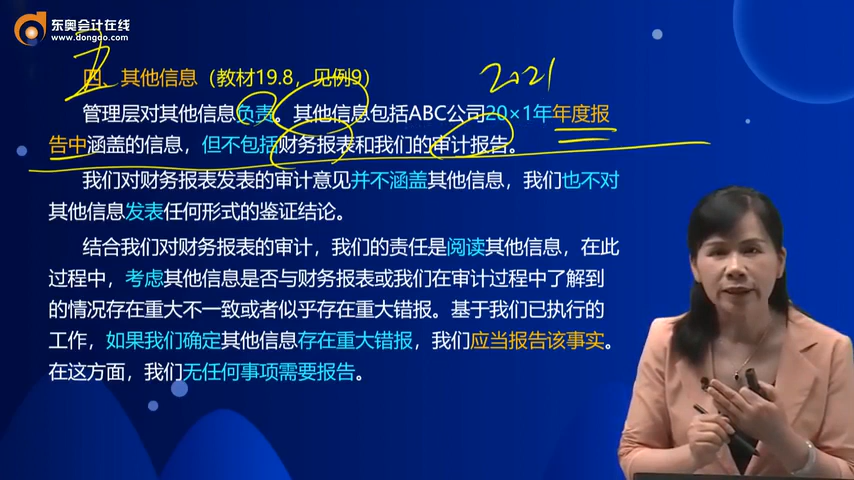 东奥会计在线
www.dongao.com
2021
四、其他信息（教材19.8，见例9）
管理层对其他信息负责。其他信息包括ABC公司20×1年年度报
告中涵盖的信息，但不包括财务报表和我们的审计报告。
我们对财务报表发表的审计意见并不涵盖其他信息，我们也不对
其他信息发表任何形式的鉴证结论。
结合我们对财务报表的审计，我们的责任是阅读其他信息，在此
过程中，考虑其他信息是否与财务报表或我们在审计过程中了解到
的情况存在重大不一致或者似乎存在重大错报。基于我们已执行的
工作，如果我们确定其他信息存在重大错报，我们应当报告该事实。
在这方面，我们无任何事项需要报告。